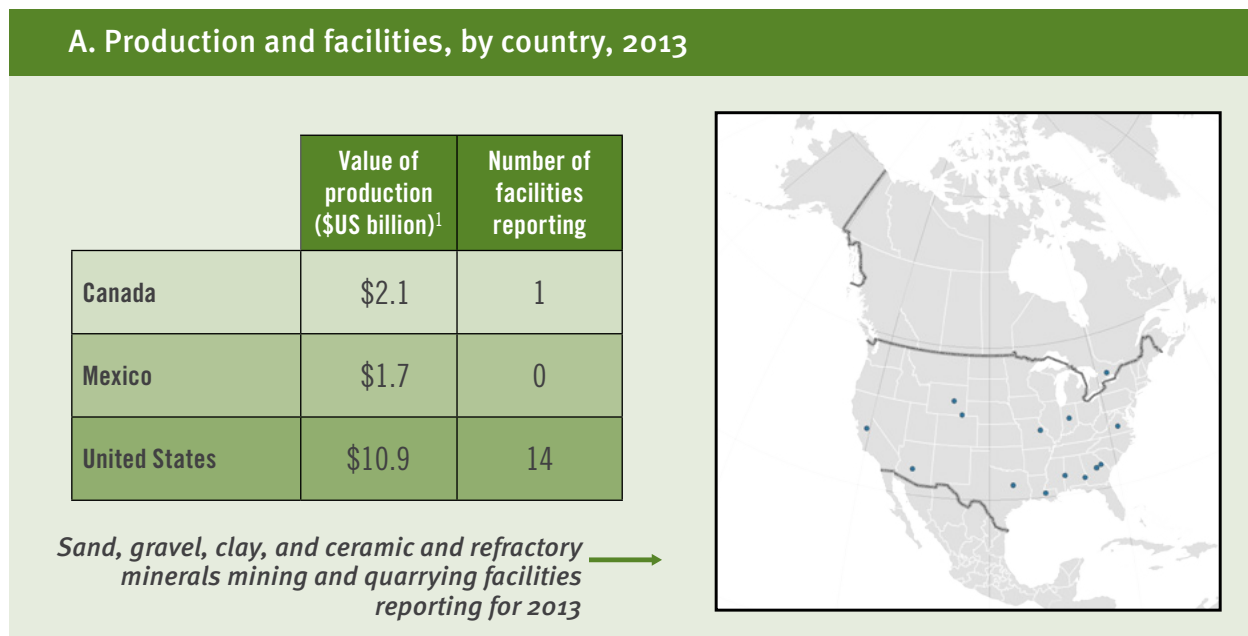 A. Production and facilities, by country, 2013
Value of
production
($US billion)1
Number of
facilities
reporting
Canada
$2.1
1
Mexico
$1.7
0
United States
$10.9
14
Sand, gravel, clay, and ceramic and refractory
minerals mining and quarrying facilities
reporting for 2013